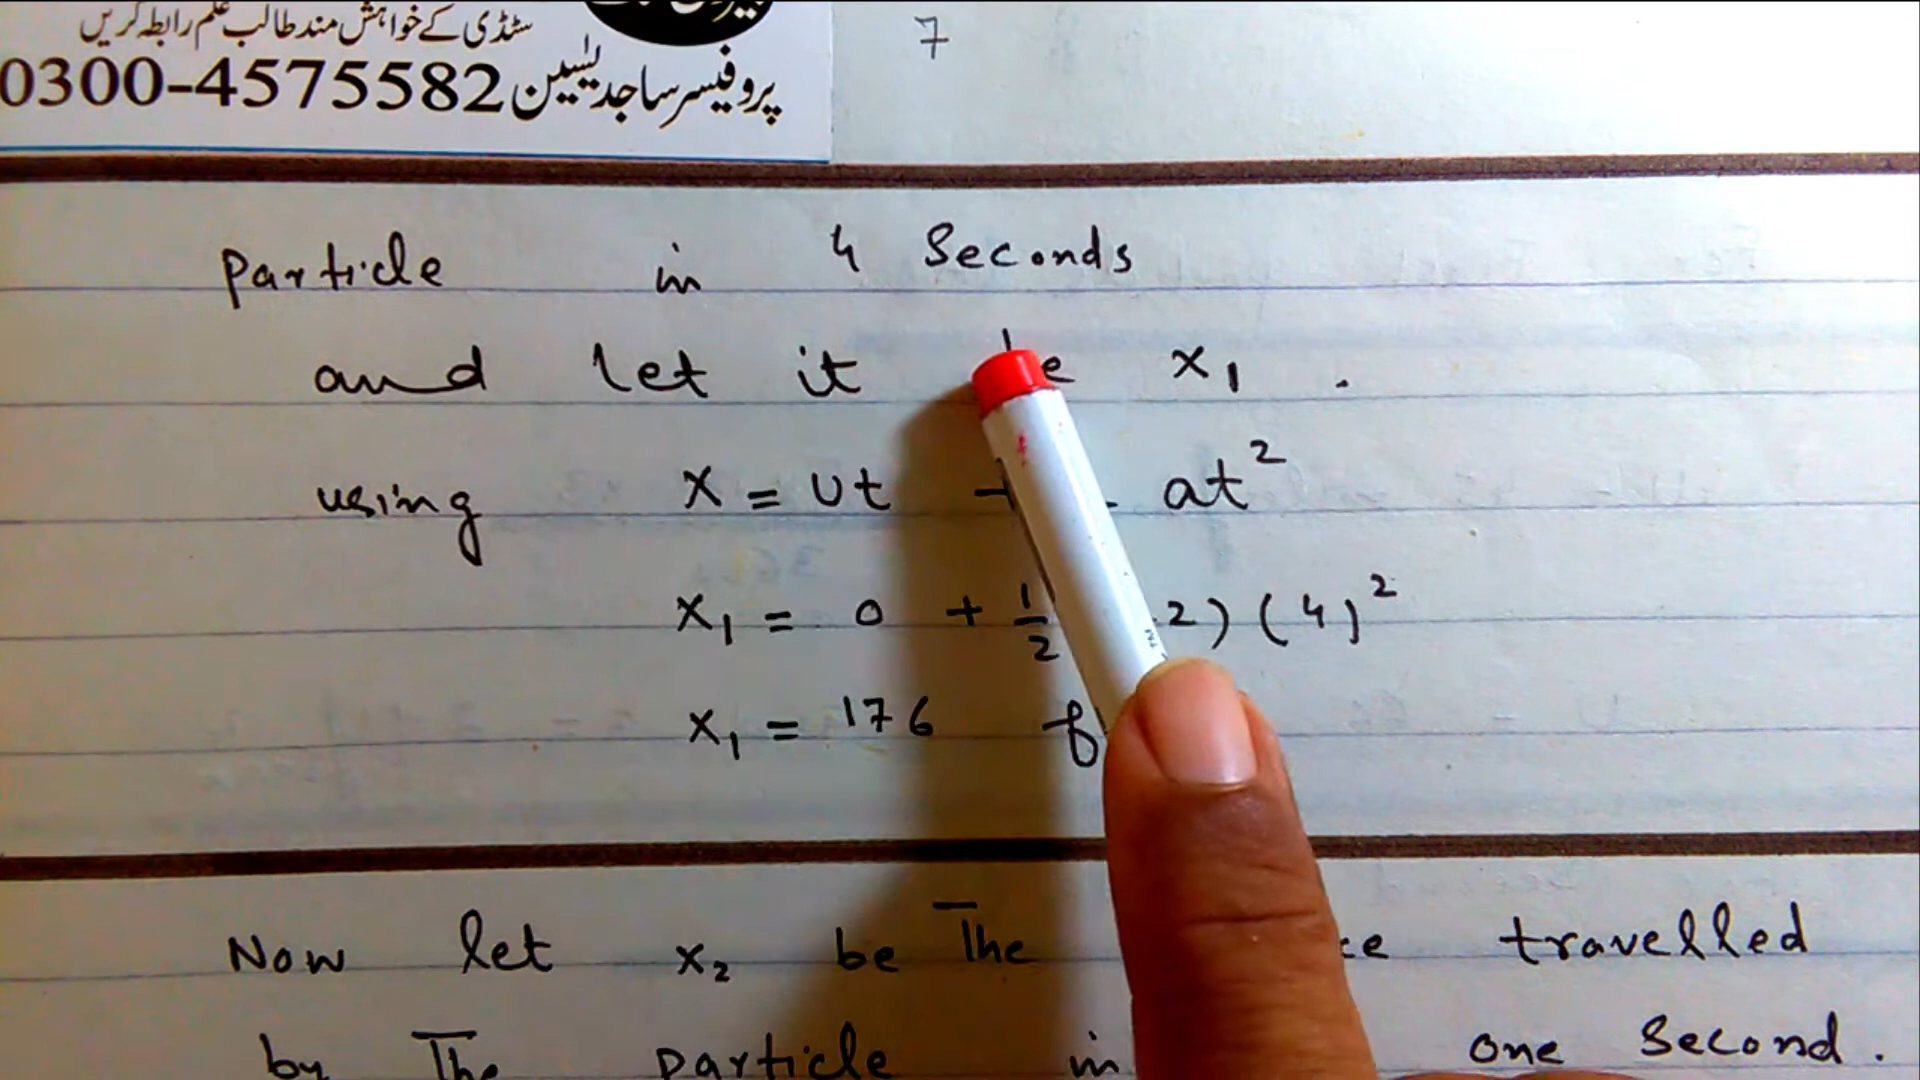 سٹڈی کے خواہش مند طالب علم رابطہ کریں
0300-4575582 پروفیسر ساجد یٰسین
7
Particle in 4 Seconds
and let it be x₁ .
using x = Ut + at²
x₁ = 0 + 1/2 2) (4)²
x₁ = 176
Now let x₂ be The travelled
by The particle in one Second.